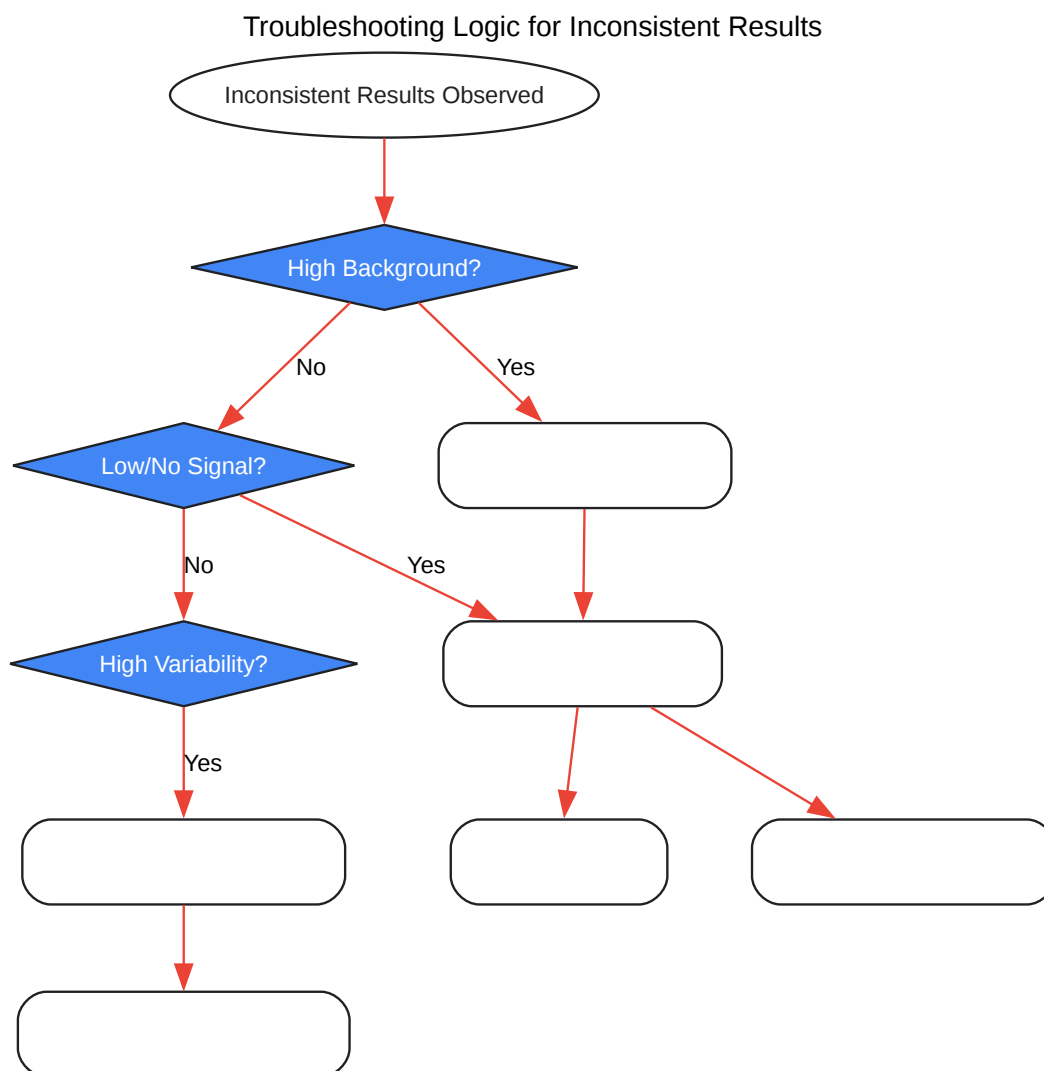 Troubleshooting Logic for Inconsistent Results
Inconsistent Results Observed
High Background?
No
Yes
Low/No Signal?
No
Yes
High Variability?
Yes